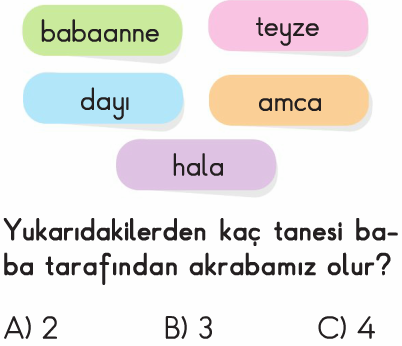 babaanne teyze
dayı amca
hala
Yukarıdakilerden kaç tanesi ba-
ba tarafından akrabamız olur?
A) 2 B) 3 C) 4